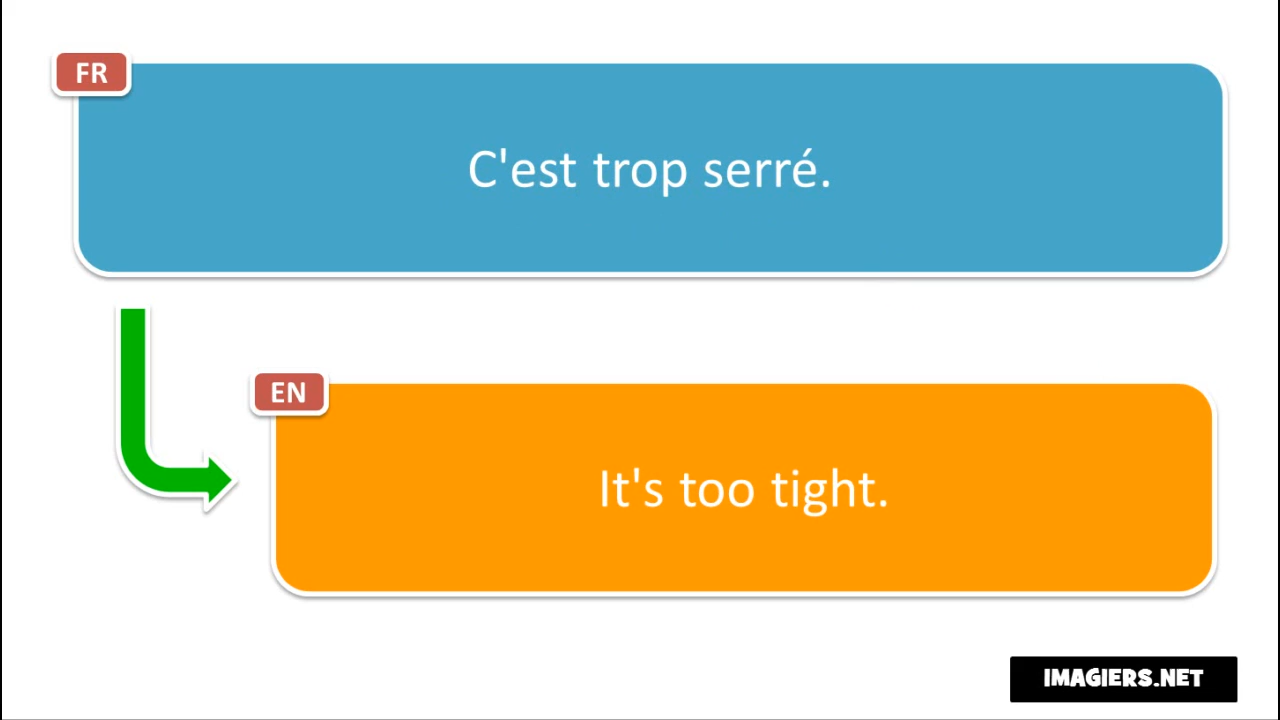 FR
C'est trop serré.
EN
It's too tight.
IMAGIERS.NET